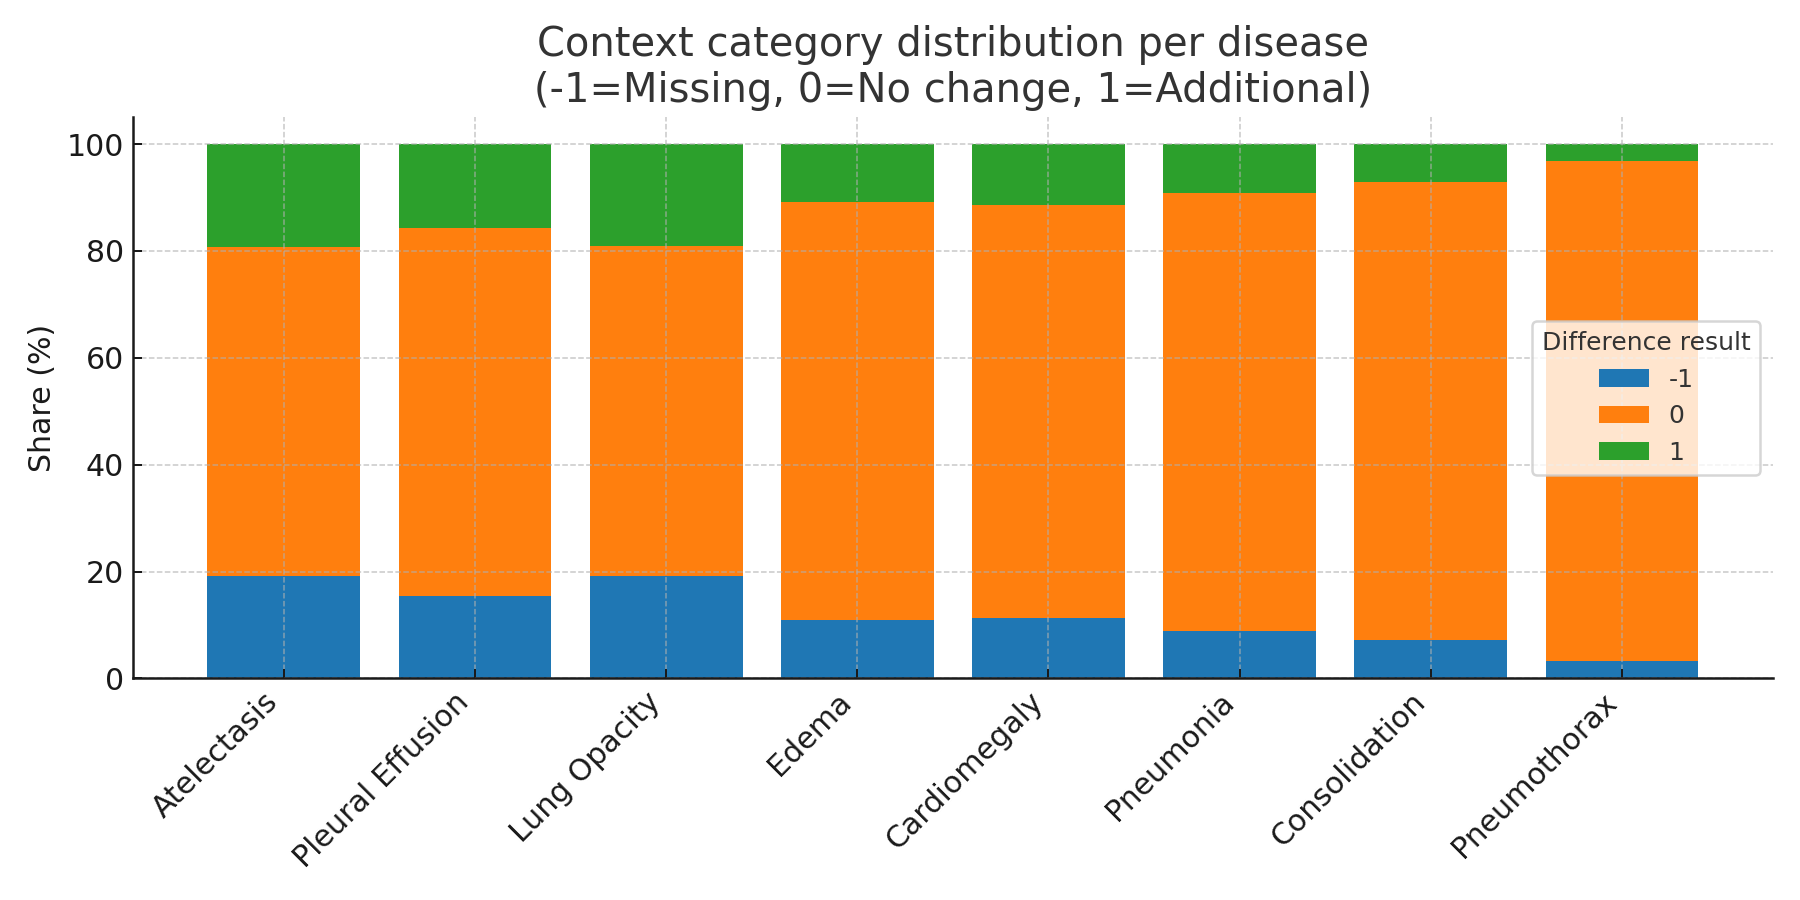 Context category distribution per disease
(-1=Missing, 0=No change, 1=Additional)
Share (%)
100
80
60
40
20
0
Difference result
-1
0
1
Atelectasis
Pleural Effusion
Lung Opacity
Edema
Cardiomegaly
Pneumonia
Consolidation
Pneumothorax